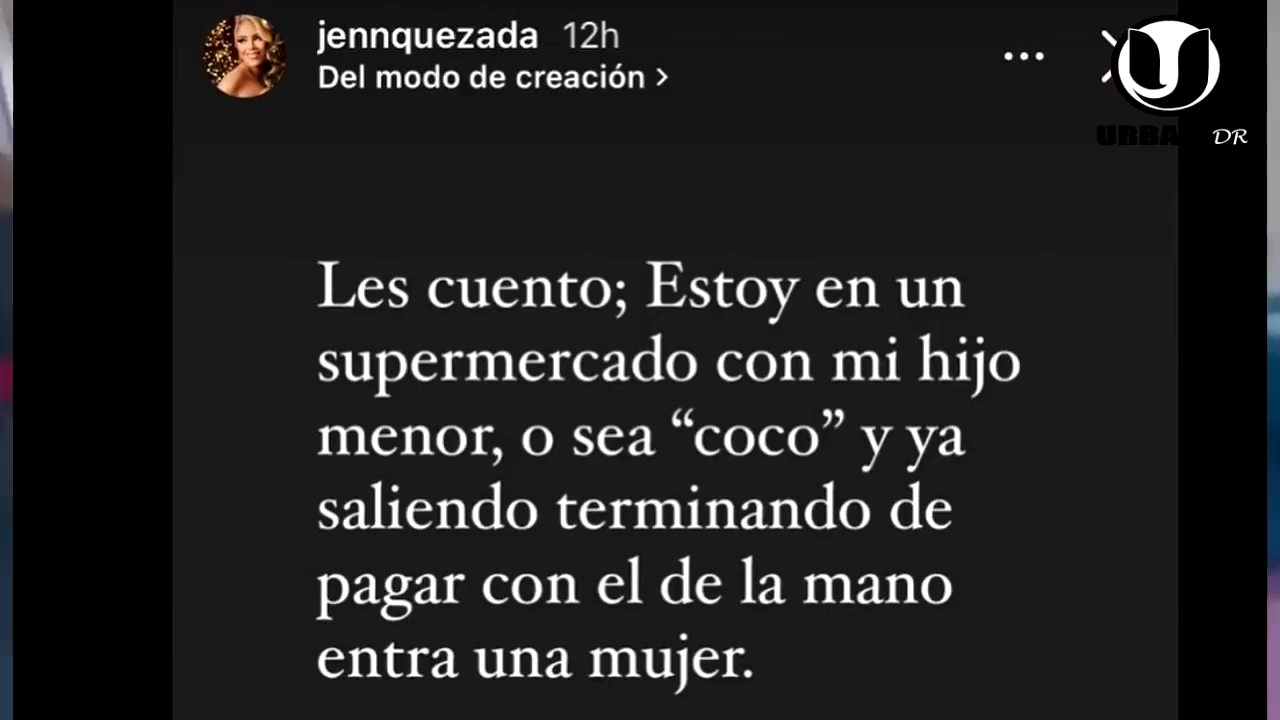 jennquezada 12h
Del modo de creación >
DR
Les cuento; Estoy en un
supermercado con mi hijo
menor, o sea “coco” y ya
saliendo terminando de
pagar con el de la mano
entra una mujer.